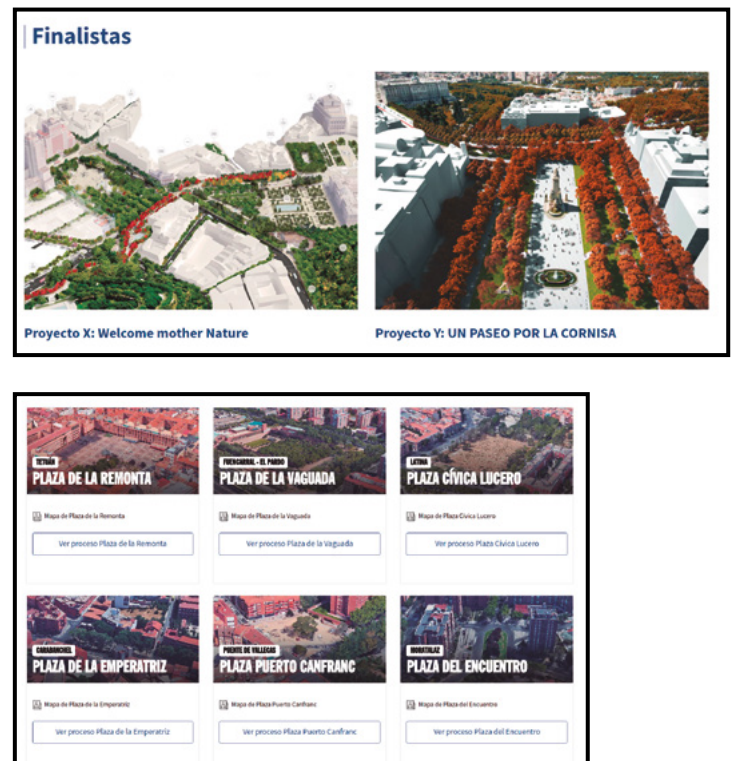 Finalistas
Proyecto X: Welcome mother Nature
Proyecto Y: UN PASEO POR LA CORNISA
TETUÁN
PLAZA DE LA REMONTA
Mapa de Plaza de la Remonta
Ver proceso Plaza de la Remonta
FUENCARRAL - EL PARDO
PLAZA DE LA VAGUADA
Mapa de Plaza de la Vaguada
Ver proceso Plaza de la Vaguada
LATINA
PLAZA CÍVICA LUCERO
Mapa de Plaza Cívica Lucero
Ver proceso Plaza Cívica Lucero
CARABANCHEL
PLAZA DE LA EMPERATRIZ
Mapa de Plaza de la Emperatriz
Ver proceso Plaza de la Emperatriz
PUENTE DE VALLECAS
PLAZA PUERTO CANFRANC
Mapa de Plaza Puerto Canfranc
Ver proceso Plaza Puerto Canfranc
MORATALAZ
PLAZA DEL ENCUENTRO
Mapa de Plaza del Encuentro
Ver proceso Plaza del Encuentro